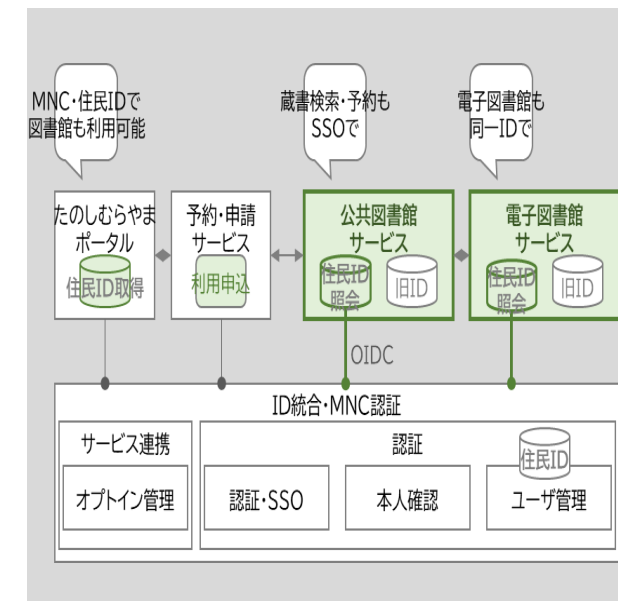 MNC・住民IDで
図書館も利用可能
蔵書検索・予約も
SSOで
電子図書館も
同一IDで
たのしむらやま
ポータル
住民ID取得
予約・申請
サービス
利用申込
公共図書館
サービス
住民ID
照会
旧ID
電子図書館
サービス
住民ID
照会
旧ID
OIDC
ID統合・MNC認証
サービス連携
オプトイン管理
認証
認証・SSO
本人確認
住民ID
ユーザ管理